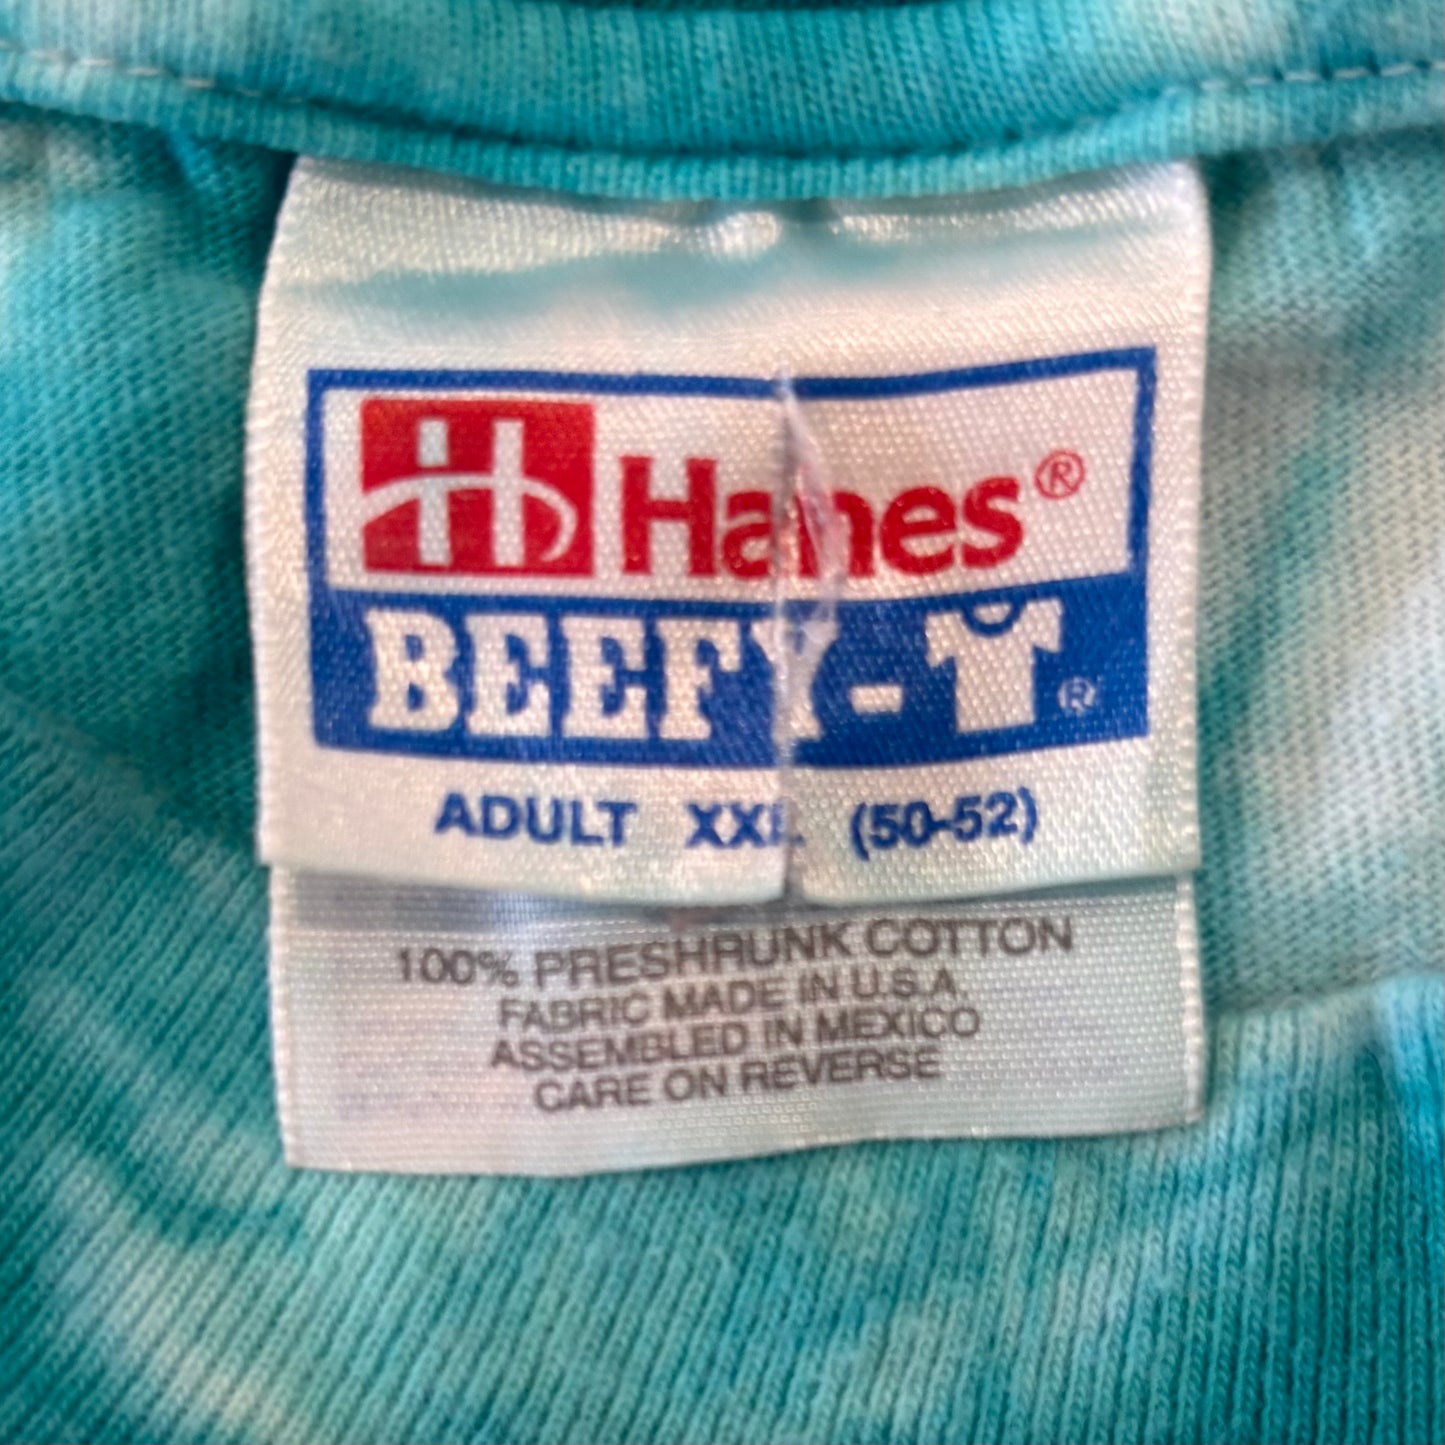 H Hanes®
BEEFY-T®
ADULT XXL (50-52)
100% PRESHRUNK COTTON
FABRIC MADE IN U.S.A.
ASSEMBLED IN MEXICO
CARE ON REVERSE